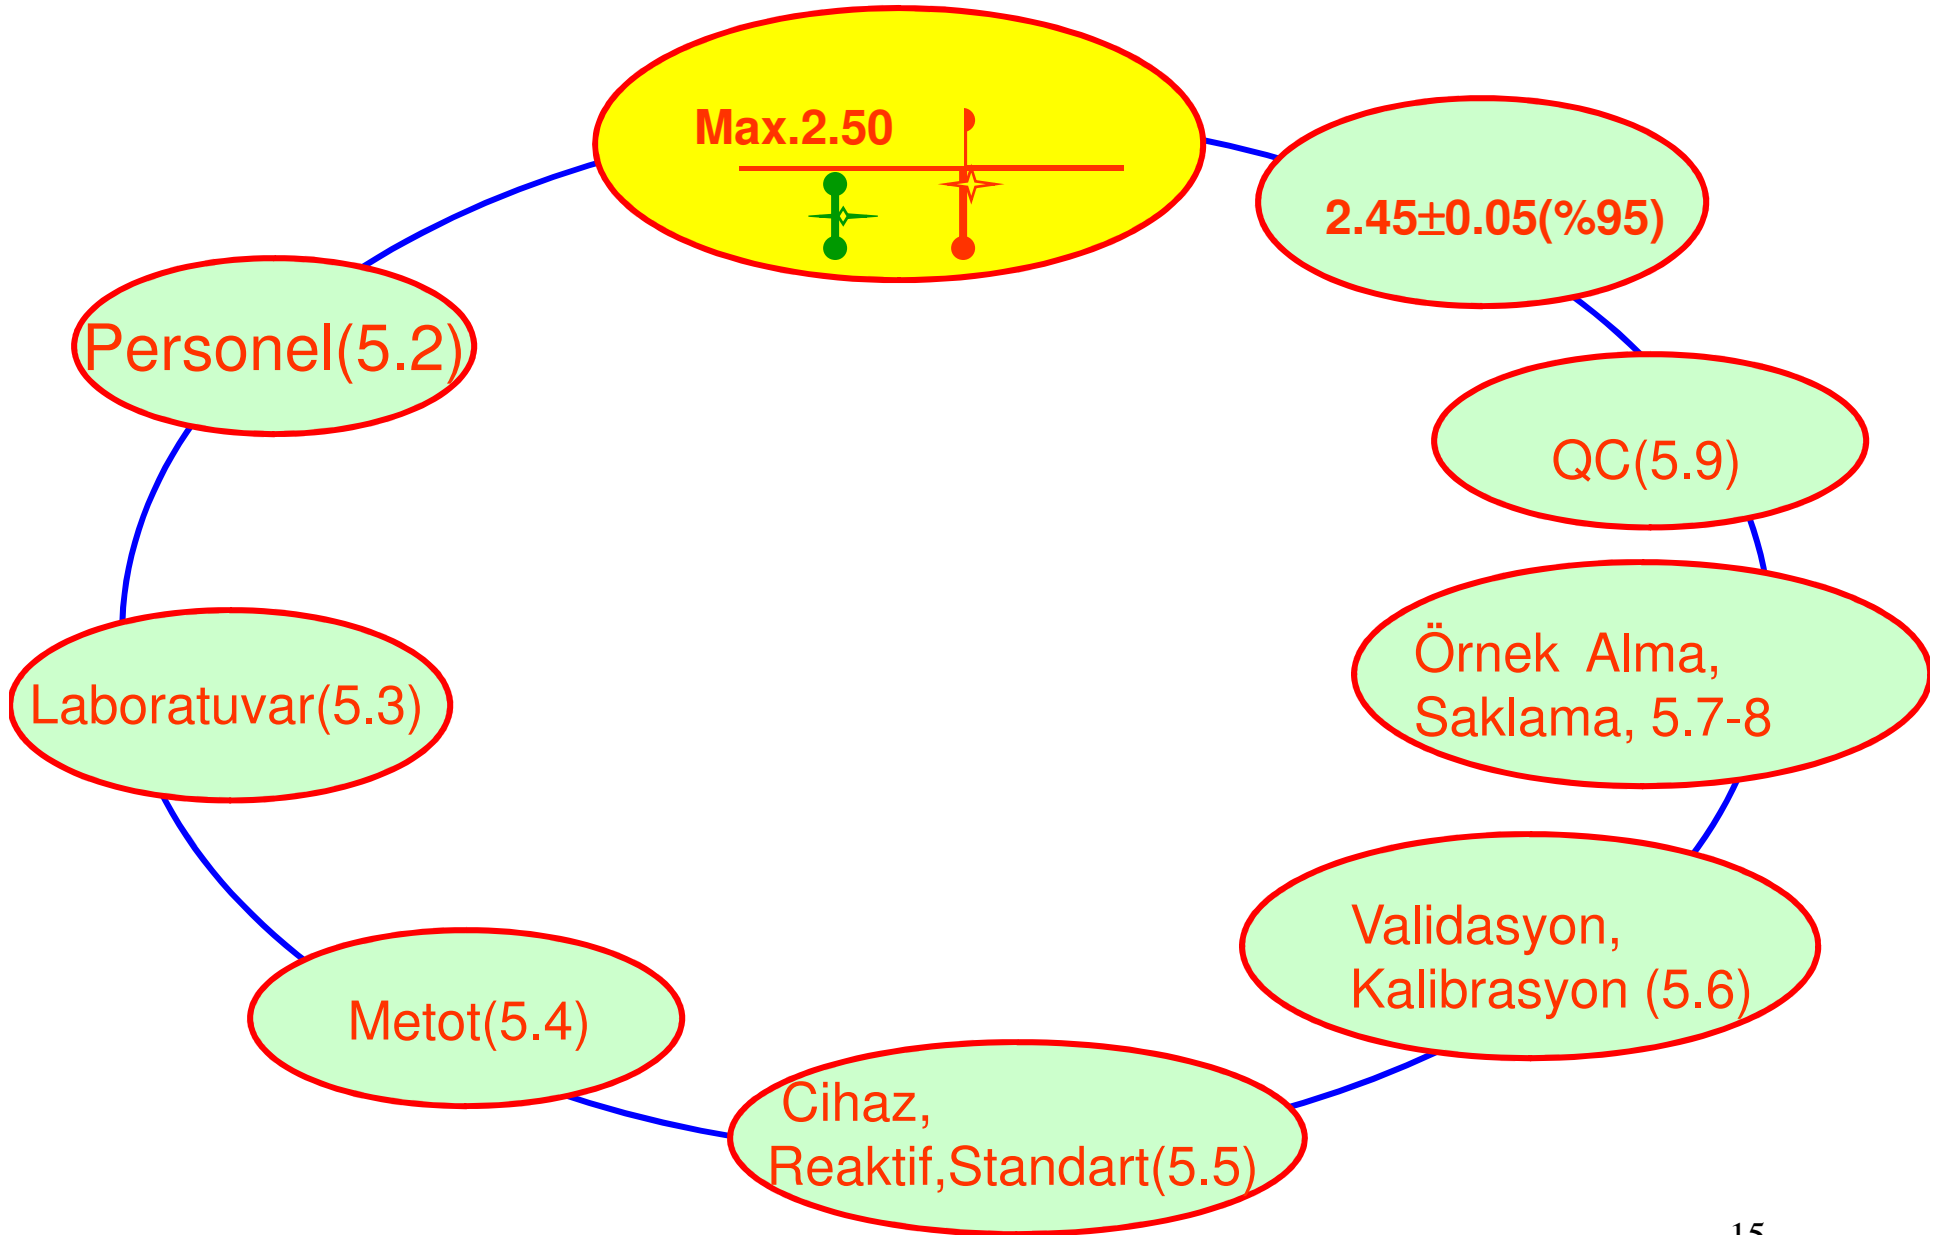 Max.2.50
2.45±0.05(%95)
Personel(5.2)
QC(5.9)
Örnek Alma,
Saklama, 5.7-8
Laboratuvar(5.3)
Validasyon,
Kalibrasyon (5.6)
Metot(5.4)
Cihaz,
Reaktif,Standart(5.5)
15